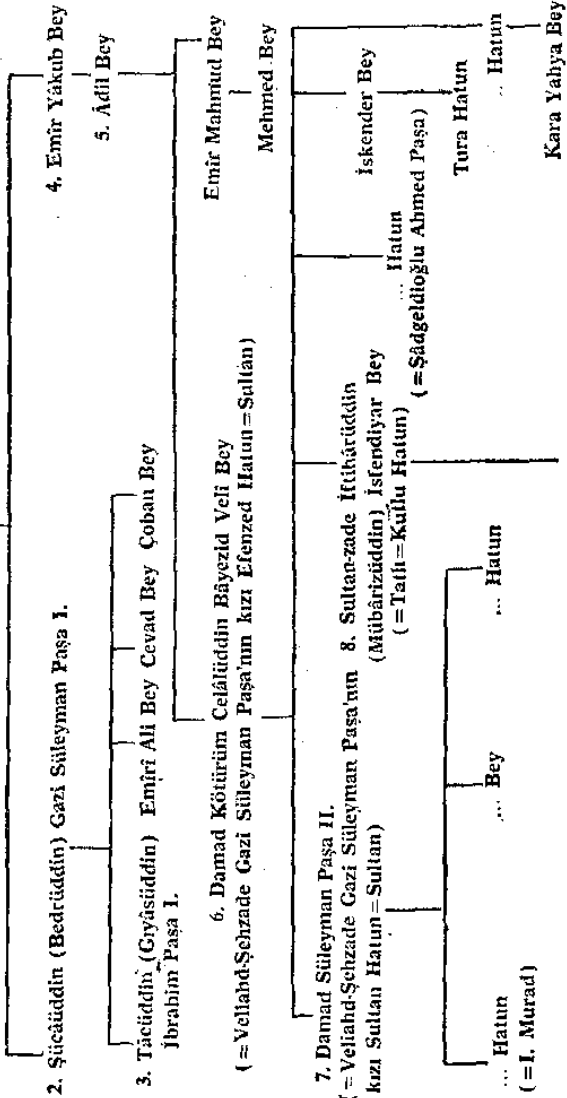 2. Şücâüddin (Bedrüddin) Gazi Süleyman Paşa 1.
4. Emîr Yâkub Bey
5. Âdil Bey
3. Tâcüddin (Gıyâsüddin) Emîrî Ali Bey Cevad Bey Çoban Bey
İbrahim Paşa 1.
6. Damad Kötürüm Celâlüddin Bâyezid Veli Bey
(=Veliahd-Şehzade Gazi Süleyman Paşa'nın kızı Efenzed Hatun=Sultan)
Emîr Mahmud Bey
Mehmed Bey
7. Damad Süleyman Paşa II.
(=Veliahd-Şehzade Gazi Süleyman Paşa'nın
kızı Sultan Hatun=Sultan)
8. Sultan-zade İftihârüddin
(Mübârizüddin) İsfendiyar Bey
(=Tatlı=Kutlu Hatun)
... Hatun
(=Şâdgeldioğlu Ahmed Paşa)
İskender Bey
Tura Hatun
.. Hatun
Kara Yahya Bey
... Hatun
(=I. Murad)
... Bey
... Hatun